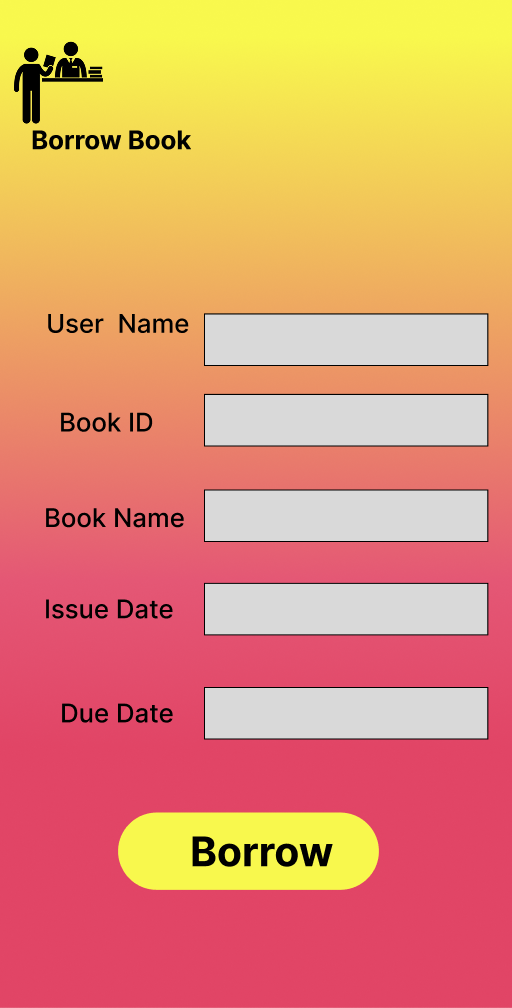 Borrow Book
User  Name
Book ID
Book Name
Issue Date
Due Date
Borrow